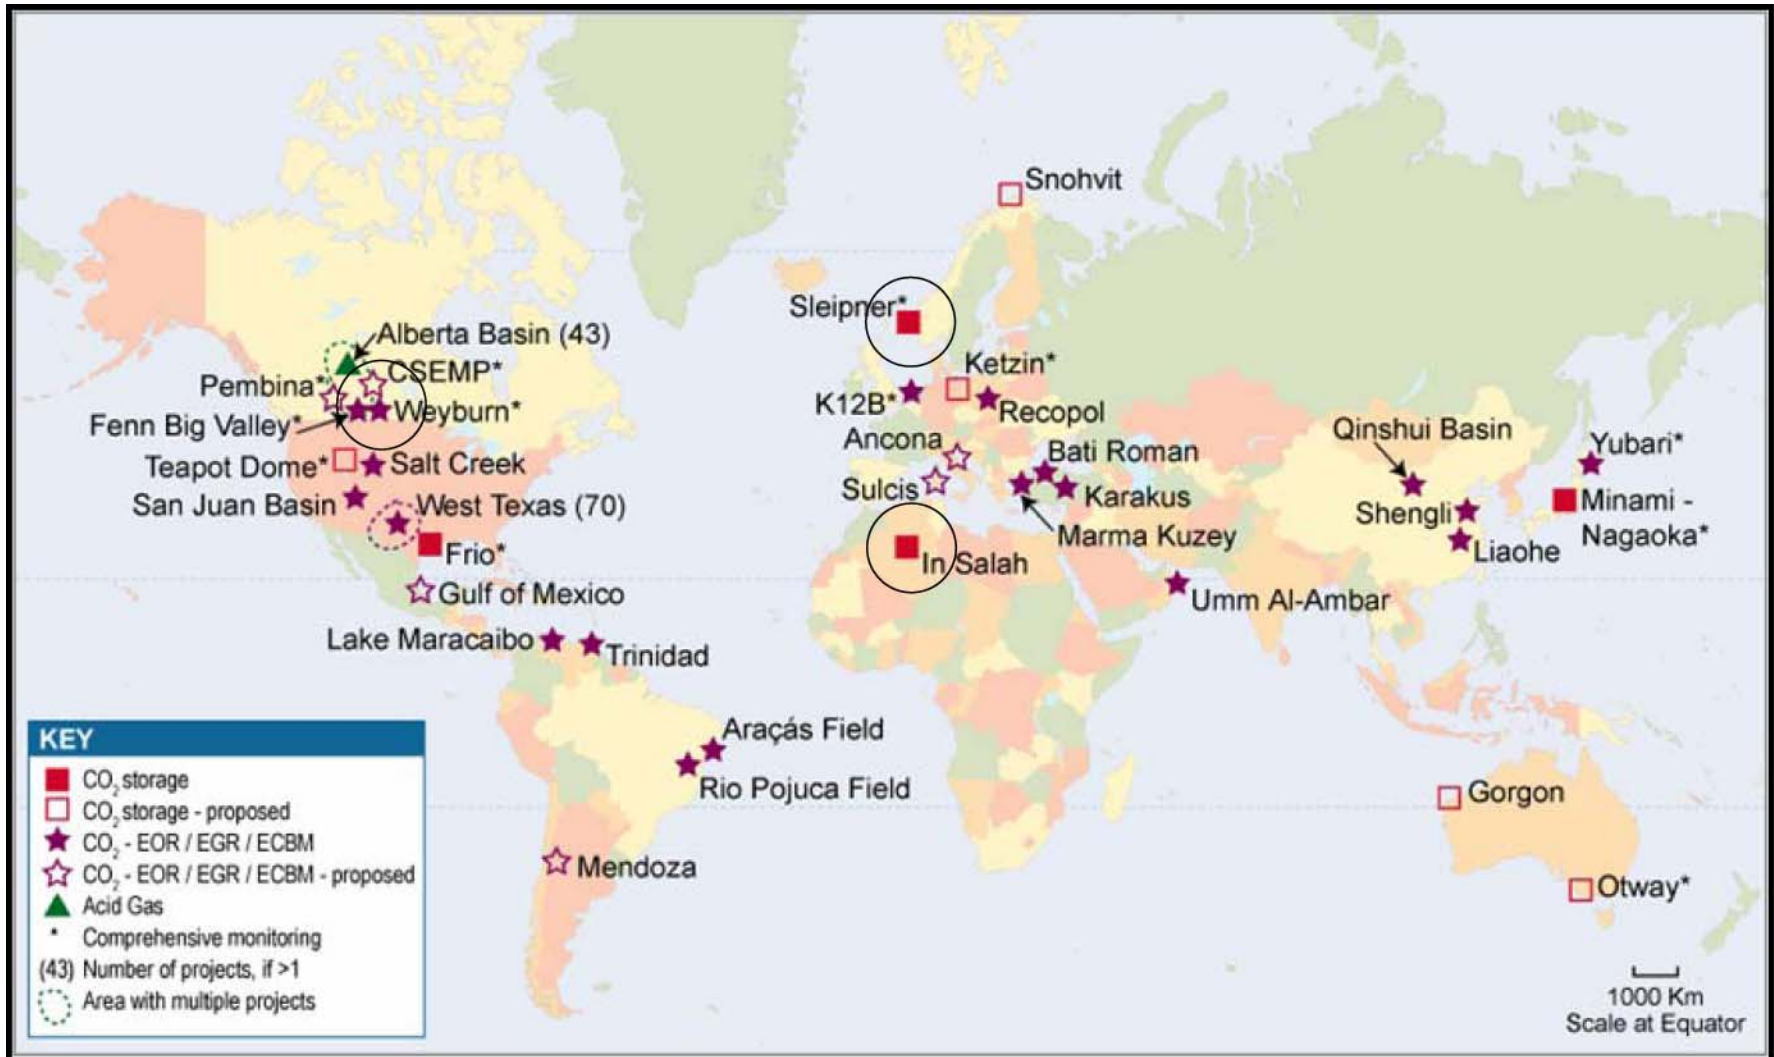 Snohvit
Sleipner*
Alberta Basin (43)
CSEMP*
Pembina*
Weyburn*
Fenn Big Valley*
Teapot Dome*
Salt Creek
San Juan Basin
West Texas (70)
Frio*
Gulf of Mexico
Lake Maracaibo
Trinidad
Araçás Field
Rio Pojuca Field
Mendoza
Ketzin*
K12B*
Recopol
Ancona
Bati Roman
Sulcis
Karakus
Marma Kuzey
In Salah
Umm Al-Ambar
Qinshui Basin
Yubari*
Shengli
Minami -
Nagaoka*
Liaohe
Gorgon
Otway*
KEY
CO2 storage
CO2 storage - proposed
CO2 - EOR / EGR / ECBM
CO2 - EOR / EGR / ECBM - proposed
Acid Gas
* Comprehensive monitoring
(43) Number of projects, if >1
Area with multiple projects
1000 Km
Scale at Equator